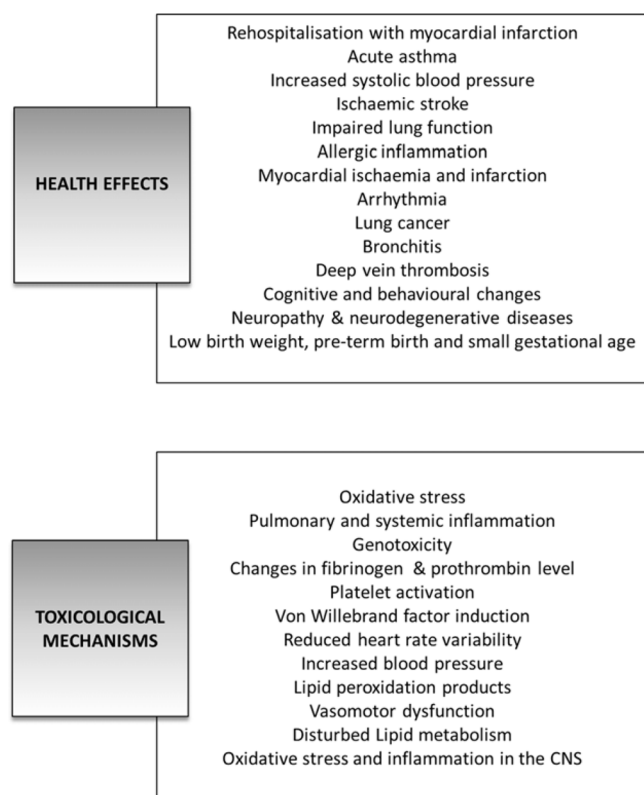 HEALTH EFFECTS
Rehospitalisation with myocardial infarction
Acute asthma
Increased systolic blood pressure
Ischaemic stroke
Impaired lung function
Allergic inflammation
Myocardial ischaemia and infarction
Arrhythmia
Lung cancer
Bronchitis
Deep vein thrombosis
Cognitive and behavioural changes
Neuropathy & neurodegenerative diseases
Low birth weight, pre-term birth and small gestational age
TOXICOLOGICAL
MECHANISMS
Oxidative stress
Pulmonary and systemic inflammation
Genotoxicity
Changes in fibrinogen & prothrombin level
Platelet activation
Von Willebrand factor induction
Reduced heart rate variability
Increased blood pressure
Lipid peroxidation products
Vasomotor dysfunction
Disturbed Lipid metabolism
Oxidative stress and inflammation in the CNS